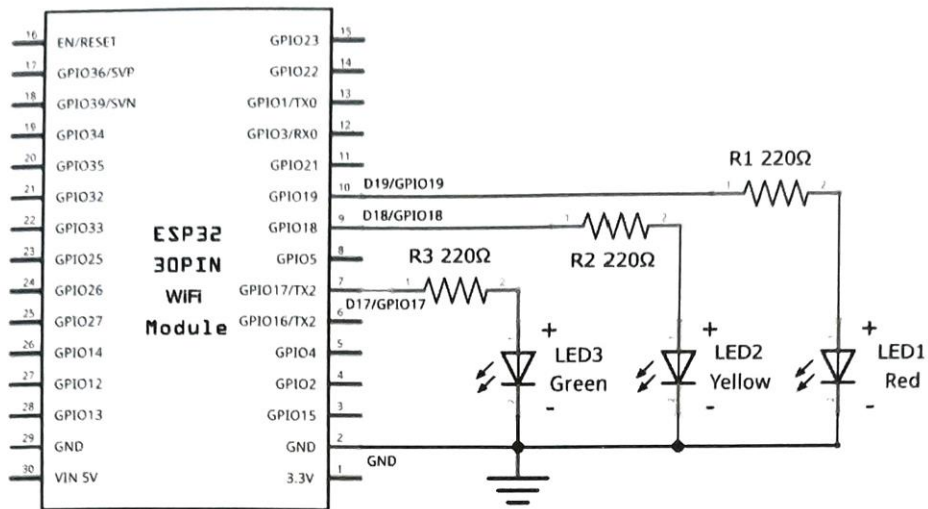 16 EN/RESET
17 GPIO36/SVP
18 GPIO39/SVN
19 GPIO34
20 GPIO35
21 GPIO32
22 GPIO33
23 GPIO25
24 GPIO26
25 GPIO27
26 GPIO14
27 GPIO12
28 GPIO13
29 GND
30 VIN 5V
ESP32
30PIN
WiFi
Module
GPIO23 15
GPIO22 14
GPIO1/TX0 13
GPIO3/RX0 12
GPIO21 11
GPIO19 10 D19/GPIO19
GPIO18 9 D18/GPIO18
GPIO5 8
GPIO17/TX2 7 D17/GPIO17
GPIO16/TX2 6
GPIO4 5
GPIO2 4
GPIO15 3
GND 2 GND
3.3V 1
R1 220Ω
1 2
R2 220Ω
1 2
R3 220Ω
1 2
+
LED3
Green
-
+
LED2
Yellow
-
+
LED1
Red
-